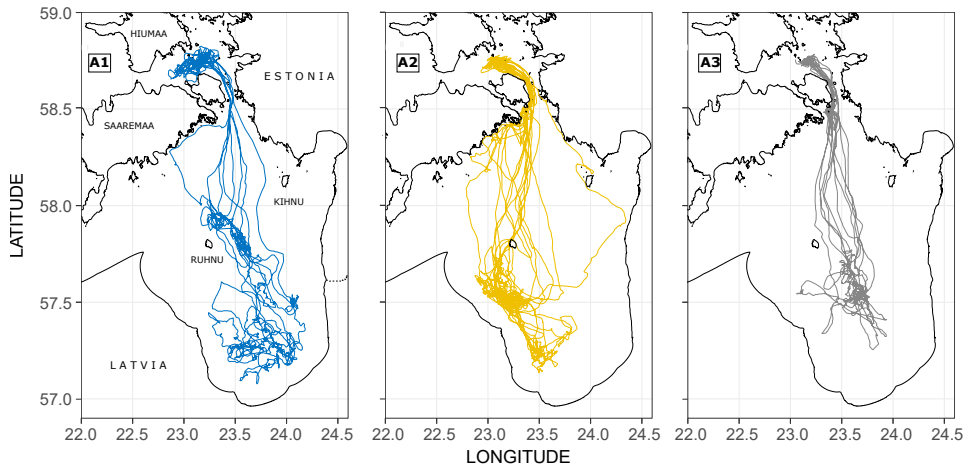 59.0
58.5
58.0
57.5
57.0
LATITUDE
A1
HIUMAA
ESTONIA
SAAREMAA
KIHNU
RUHNU
LATVIA
22.0 22.5 23.0 23.5 24.0 24.5
A2
22.0 22.5 23.0 23.5 24.0 24.5
A3
22.0 22.5 23.0 23.5 24.0 24.5
LONGITUDE